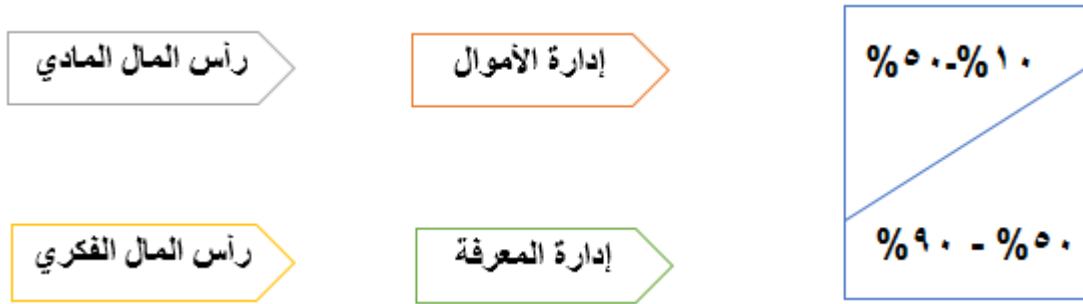 رأس المال المادي
إدارة الأموال
%٥٠-%١٠
رأس المال الفكري
إدارة المعرفة
%٩٠ - %٥٠